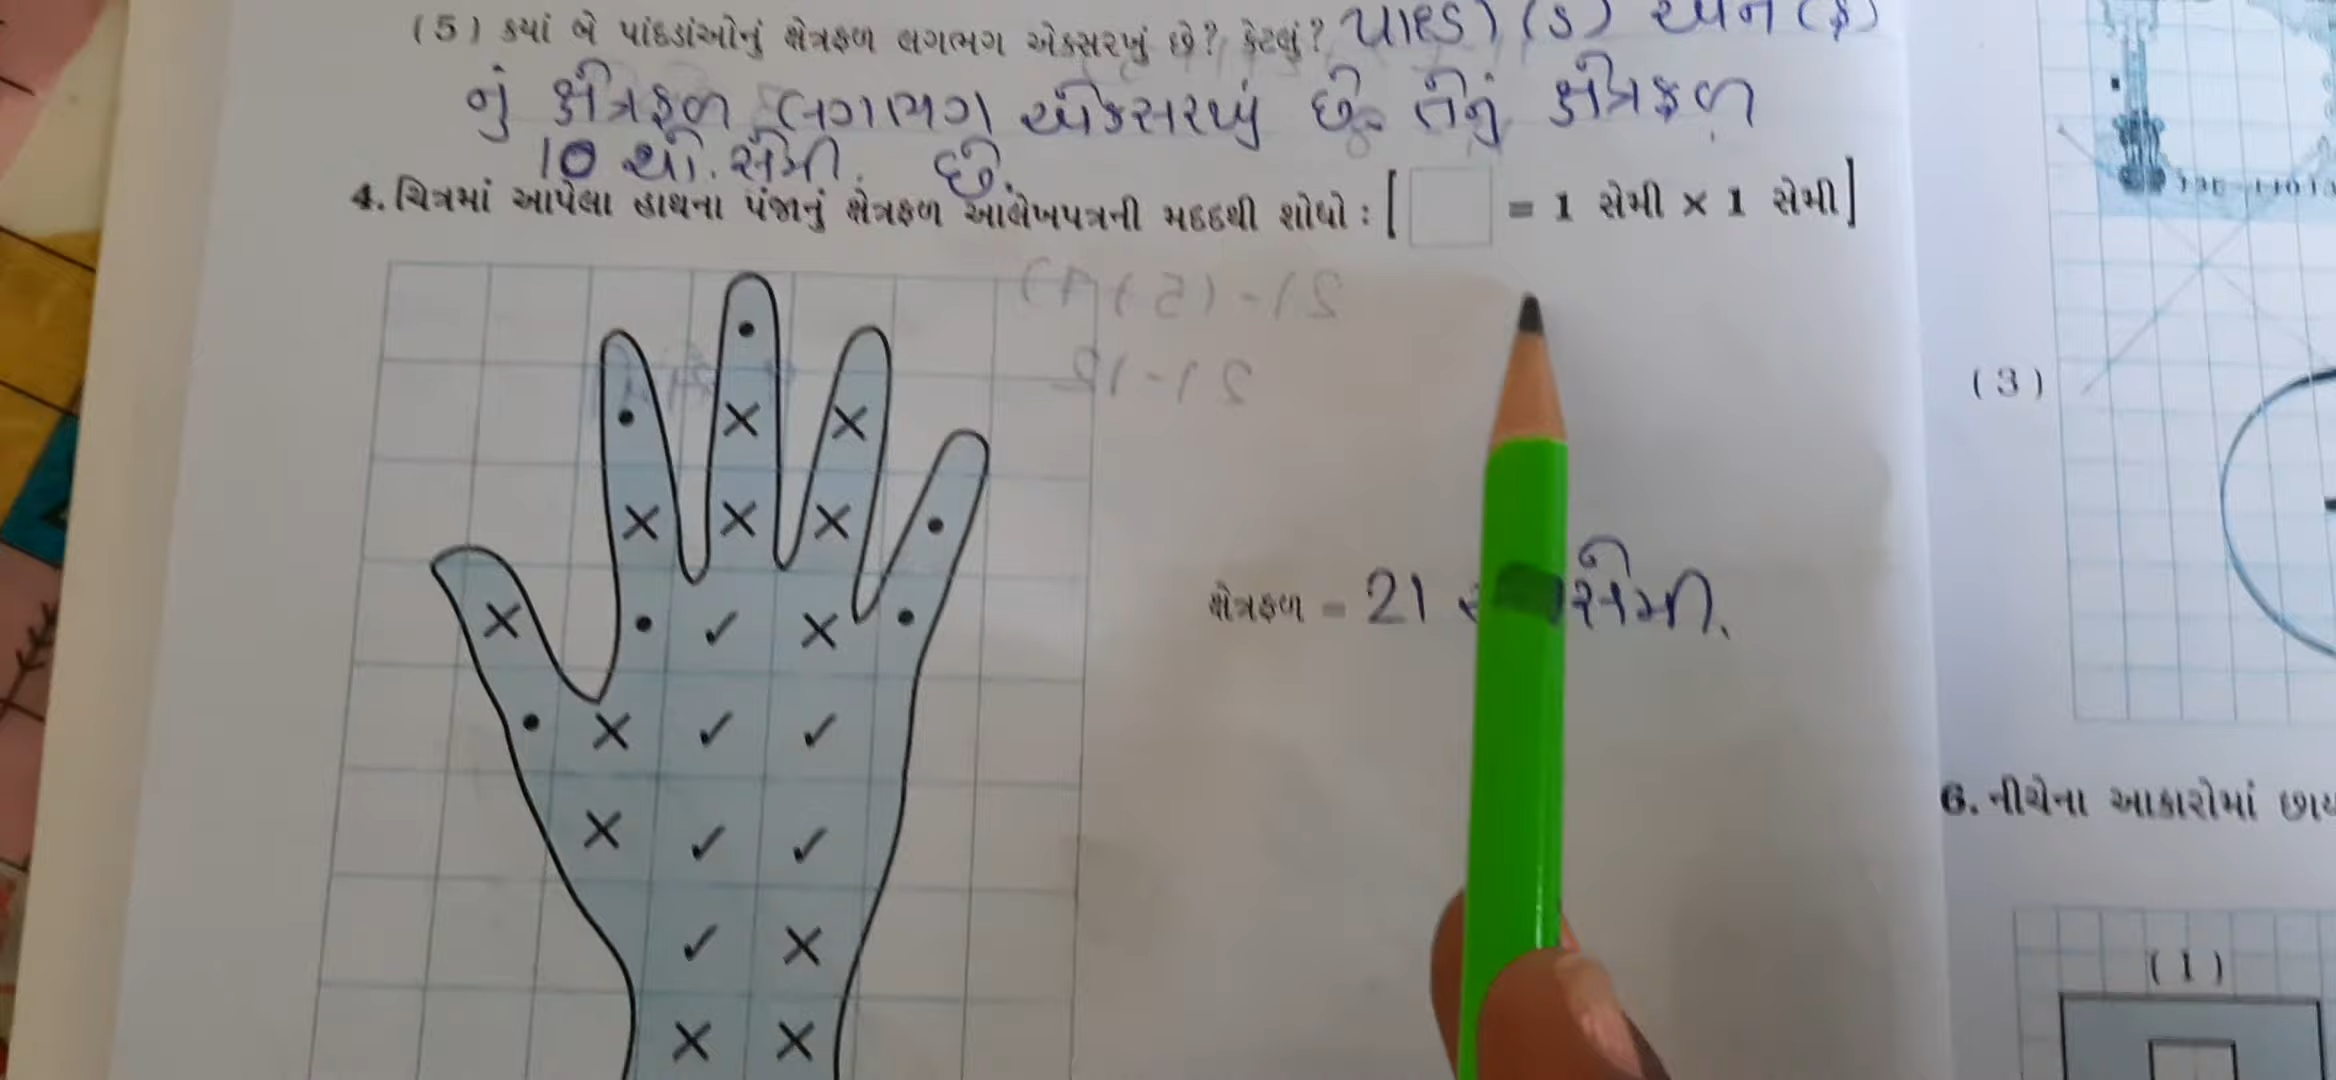 (5) કયાં બે પાંદડાંઓનું ક્ષેત્રફળ લગભગ એકસરખું છે? કેટલું?
નું ક્ષેત્રફળ લગભગ એકસરખું છે. તેનું ક્ષેત્રફળ
10 ચો.સેમી. છે.
4. ચિત્રમાં આપેલા હાથના પંજાનું ક્ષેત્રફળ આલેખપત્રની મદદથી શોધો : [ = 1 સેમી × 1 સેમી]
ક્ષેત્રફળ = 21 સેમી.
(3)
6. નીચેના આકારોમાં
(1)